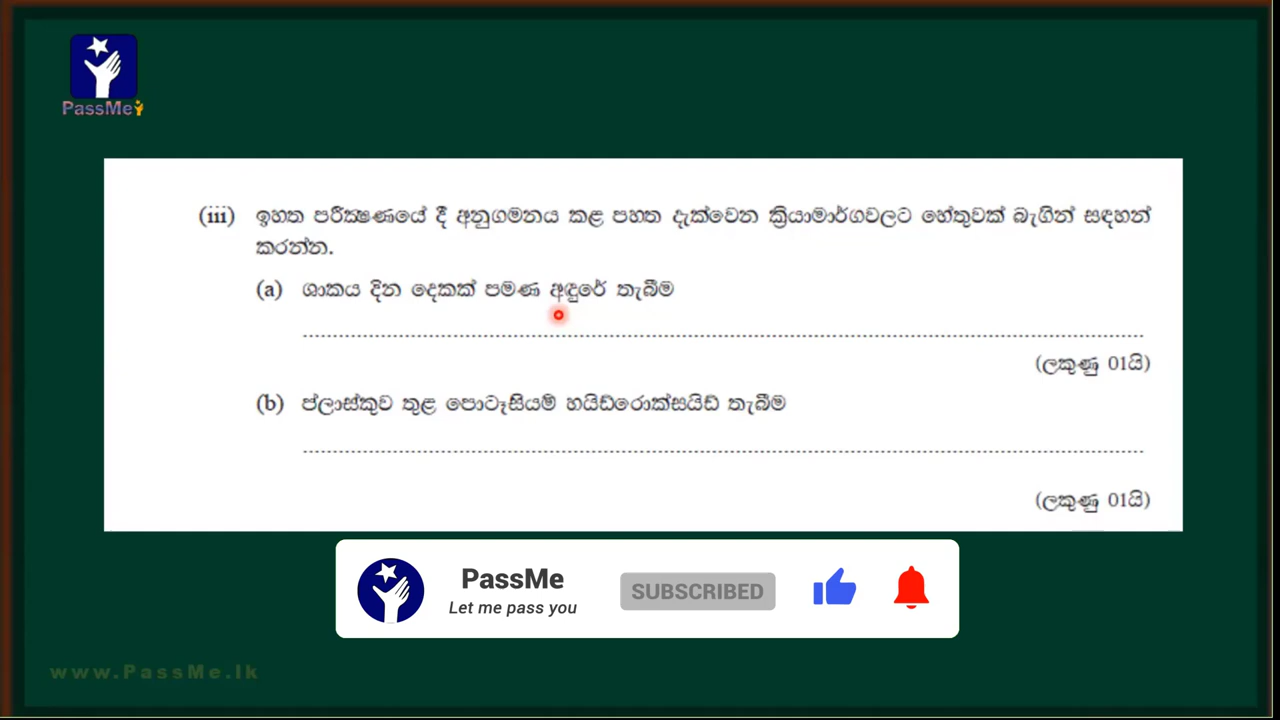 PassMe
(iii) ඉහත පරීක්ෂණයේ දී අනුගමනය කළ පහත දැක්වෙන ක්‍රියාමාර්ගවලට හේතුවක් බැගින් සඳහන්
කරන්න.
(a) ශාකය දින දෙකක් පමණ අඳුරේ තැබීම
(ලකුණු 01යි)
(b) ප්ලාස්කුව තුළ පොටෑසියම් හයිඩ්රොක්සයිඩ් තැබීම
(ලකුණු 01යි)
PassMe
Let me pass you
SUBSCRIBED
www.PassMe.lk